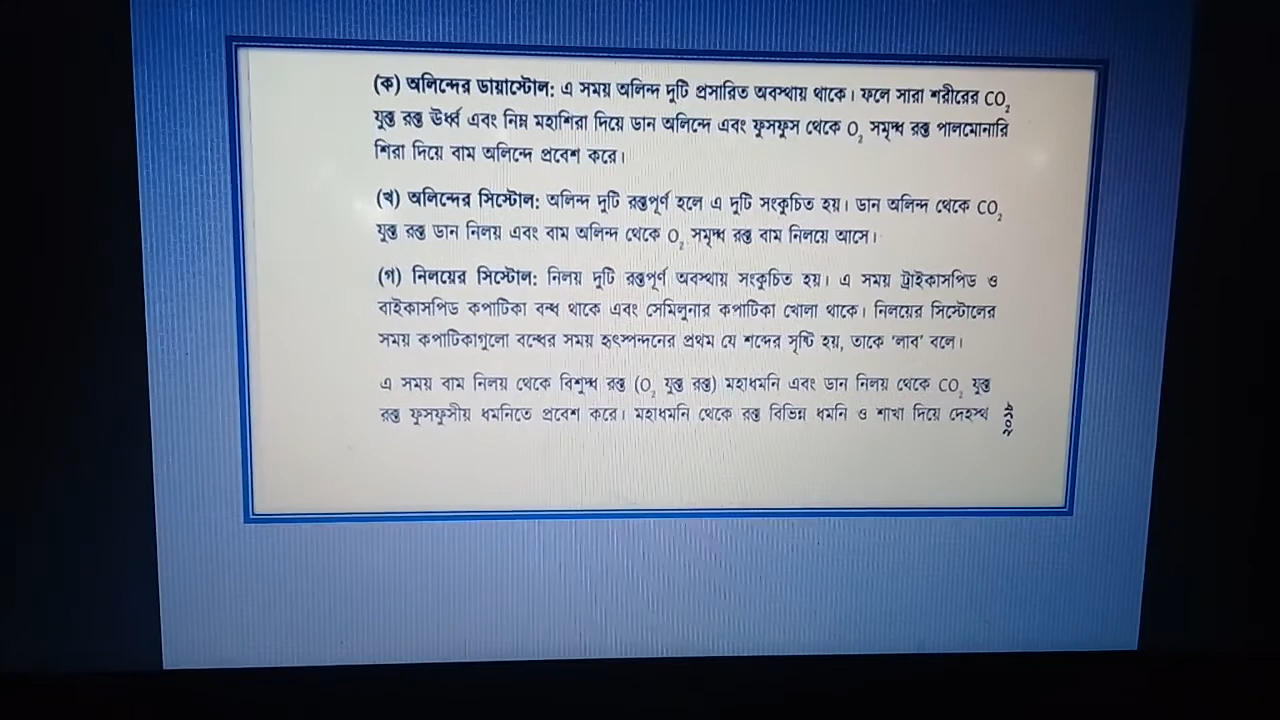 (ক) অলিন্দের ডায়াস্টোল: এ সময় অলিন্দ দুটি প্রসারিত অবস্থায় থাকে। ফলে সারা শরীরের CO₂
যুক্ত রক্ত ঊর্ধ্ব এবং নিম্ন মহাশিরা দিয়ে ডান অলিন্দে এবং ফুসফুস থেকে O₂ সমৃদ্ধ রক্ত পালমোনারি
শিরা দিয়ে বাম অলিন্দে প্রবেশ করে।
(খ) অলিন্দের সিস্টোল: অলিন্দ দুটি রক্তপূর্ণ হলে এ দুটি সংকুচিত হয়। ডান অলিন্দ থেকে CO₂
যুক্ত রক্ত ডান নিলয় এবং বাম অলিন্দ থেকে O₂ সমৃদ্ধ রক্ত বাম নিলয়ে আসে।
(গ) নিলয়ের সিস্টোল: নিলয় দুটি রক্তপূর্ণ অবস্থায় সংকুচিত হয়। এ সময় ট্রাইকাসপিড ও
বাইকাসপিড কপাটিকা বন্ধ থাকে এবং সেমিলুনার কপাটিকা খোলা থাকে। নিলয়ের সিস্টোলের
সময় কপাটিকাগুলো বন্ধের সময় হৃৎস্পন্দনের প্রথম যে শব্দের সৃষ্টি হয়, তাকে 'লাব' বলে।
এ সময় বাম নিলয় থেকে বিশুদ্ধ রক্ত (O₂ যুক্ত রক্ত) মহাধমনি এবং ডান নিলয় থেকে CO₂ যুক্ত
রক্ত ফুসফুসীয় ধমনিতে প্রবেশ করে। মহাধমনি থেকে রক্ত বিভিন্ন ধমনি ও শাখা দিয়ে দেহস্থ
২০১৮